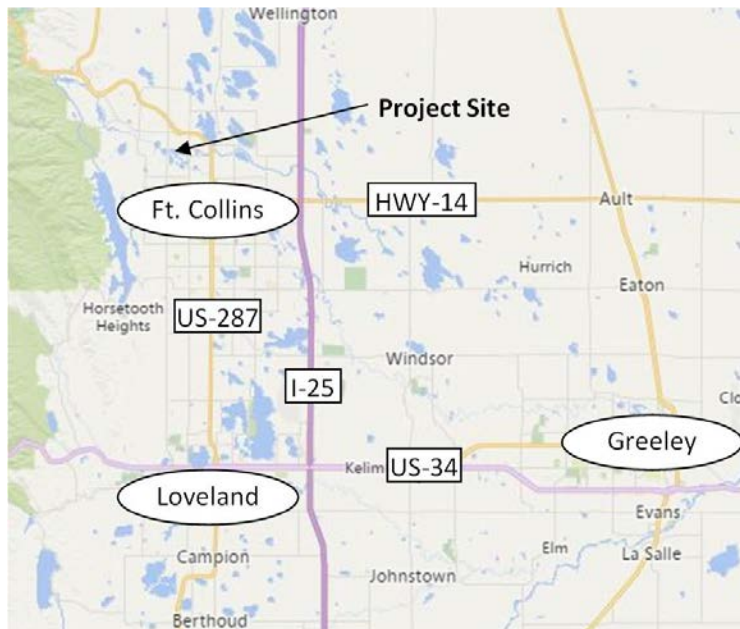 Wellington
Project Site
Ft. Collins
HWY-14
Ault
Hurrich
Eaton
Horsetooth
Heights
US-287
Windsor
I-25
Clo
Greeley
Kelim
US-34
Loveland
Evans
Campion
Elm
La Salle
Johnstown
Berthoud